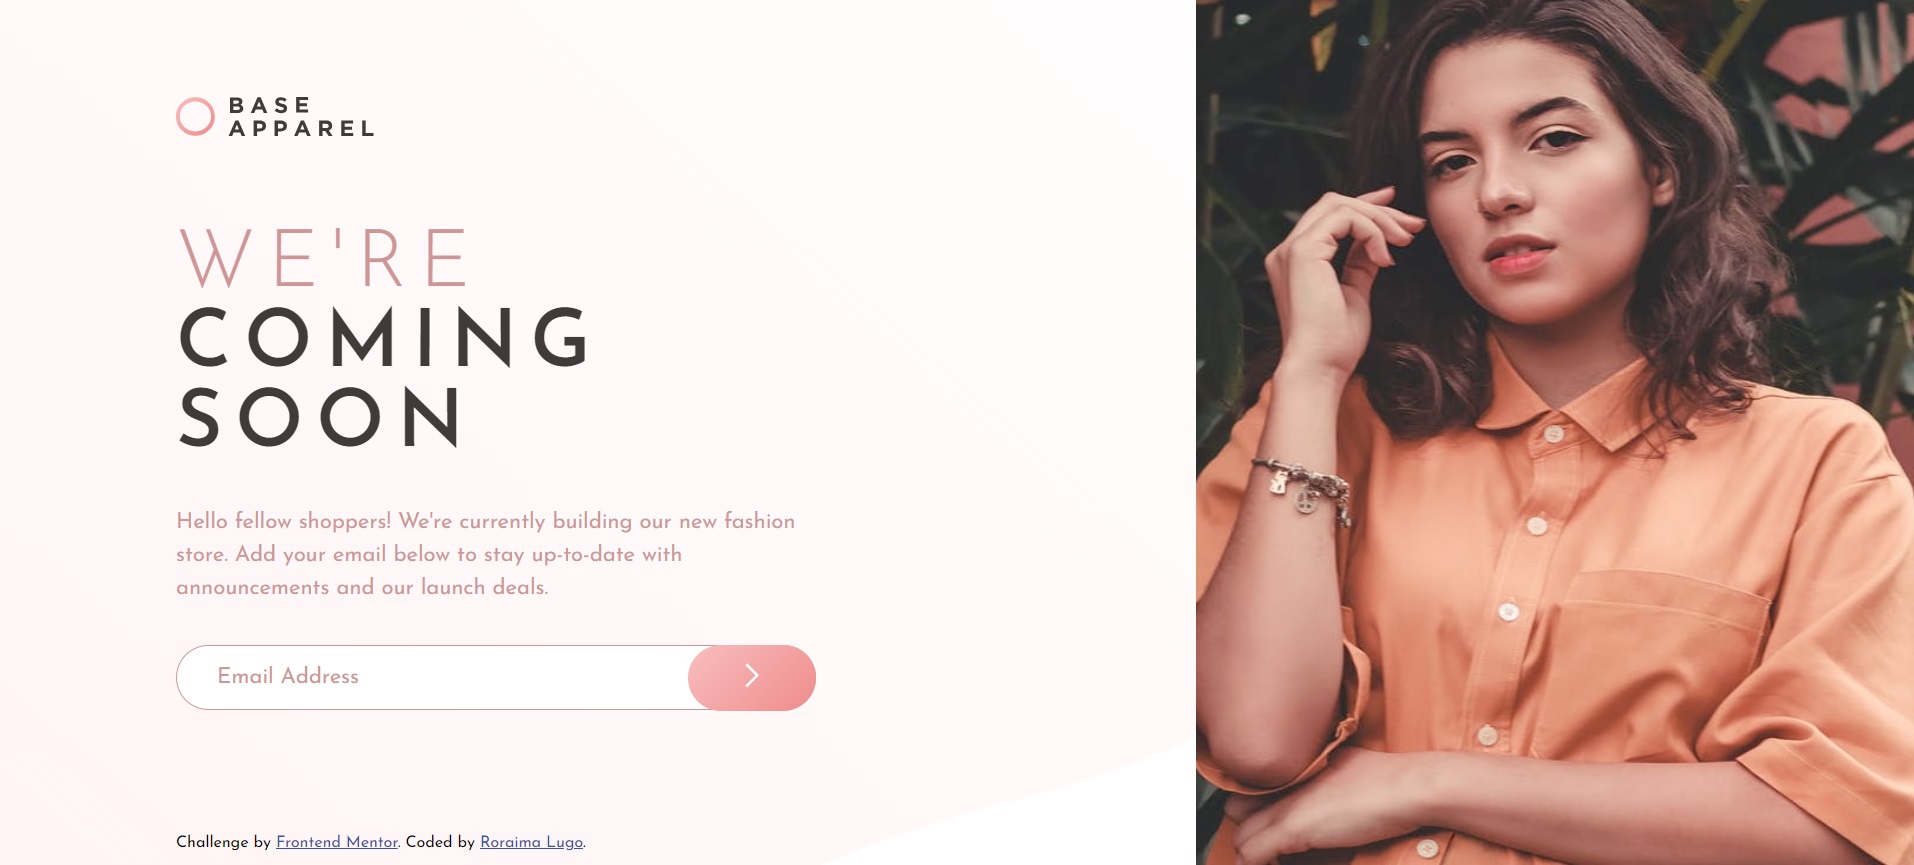 BASE
APPAREL
WE'RE
COMING
SOON
Hello fellow shoppers! We're currently building our new fashion
store. Add your email below to stay up-to-date with
announcements and our launch deals.
Email Address
Challenge by Frontend Mentor. Coded by Roraima Lugo.